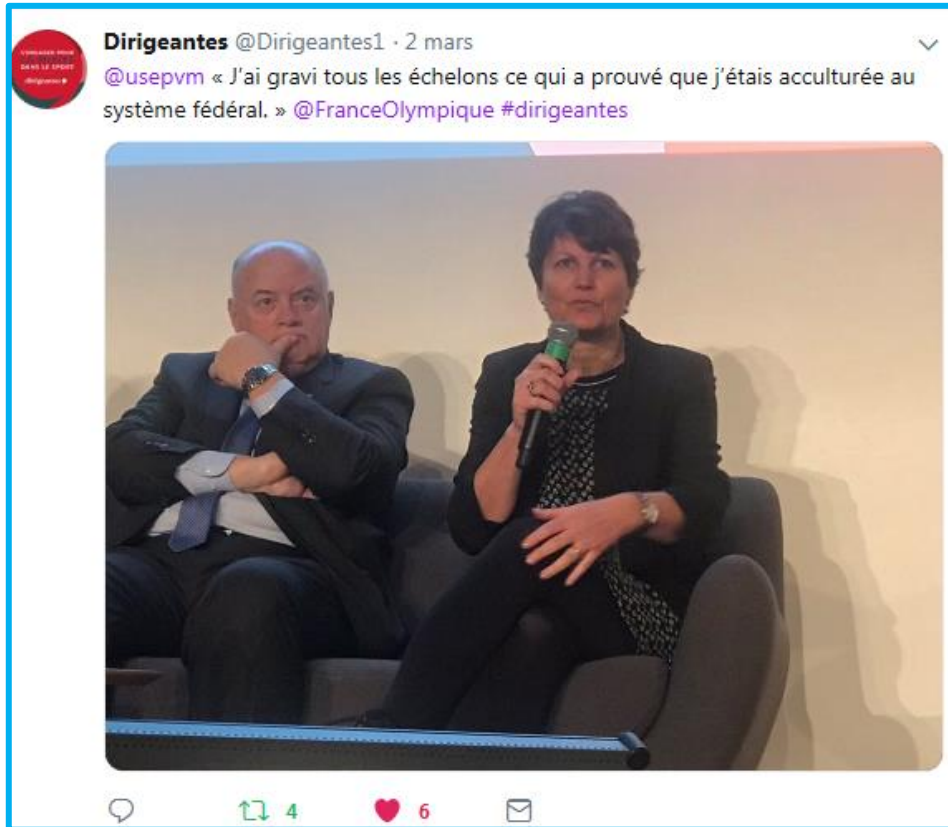 Dirigeantes @Dirigeantes1 · 2 mars
@usepvm « J'ai gravi tous les échelons ce qui a prouvé que j'étais acculturée au
système fédéral. » @FranceOlympique #dirigeantes
4 6